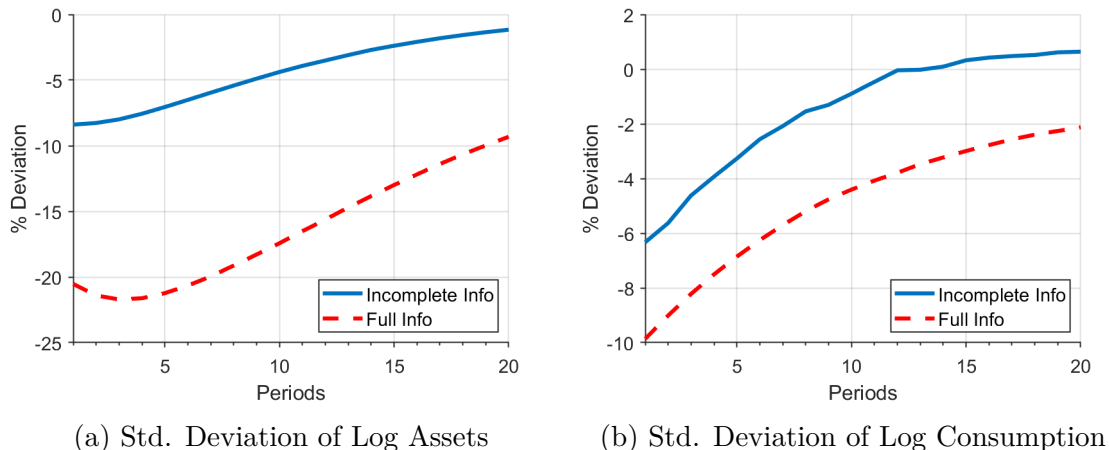 0
-5
-10
-15
-20
-25
% Deviation
5
10
15
20
Periods
Incomplete Info
Full Info
(a) Std. Deviation of Log Assets
2
0
-2
-4
-6
-8
-10
% Deviation
5
10
15
20
Periods
Incomplete Info
Full Info
(b) Std. Deviation of Log Consumption